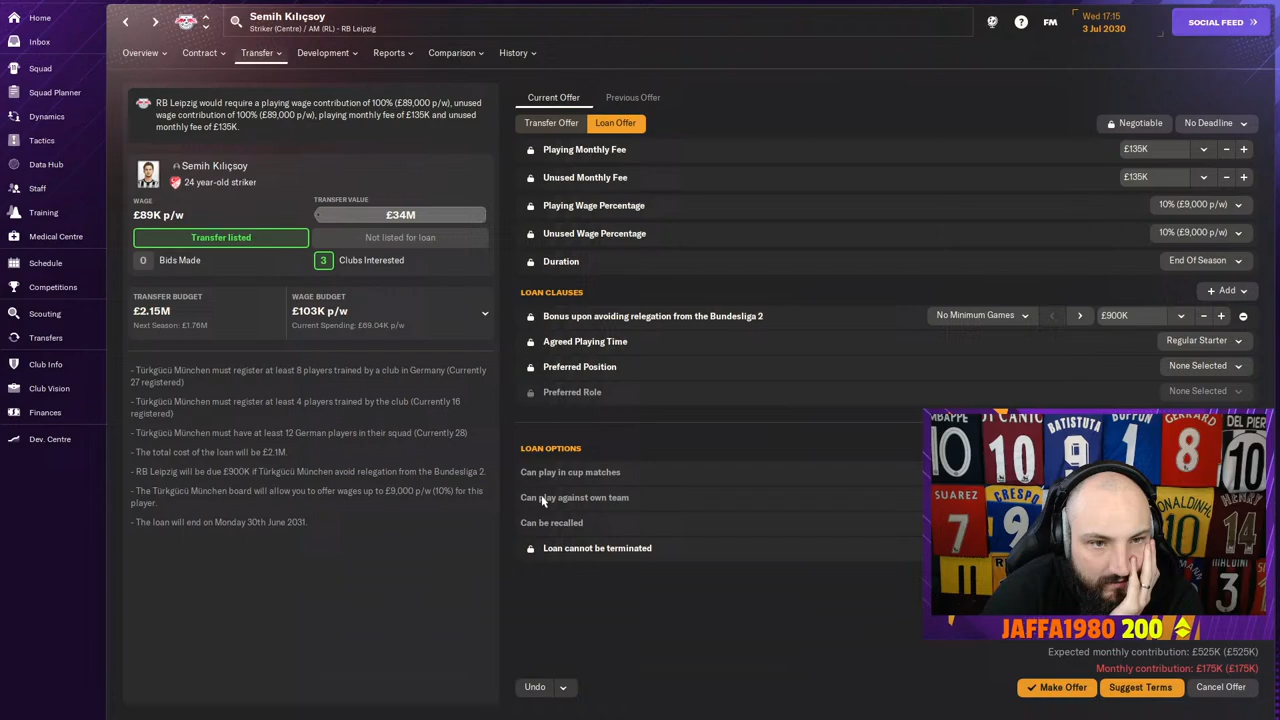 Home
Inbox
Squad
Squad Planner
Dynamics
Tactics
Data Hub
Staff
Training
Medical Centre
Schedule
Competitions
Scouting
Transfers
Club Info
Club Vision
Finances
Dev. Centre
Semih Kılıçsoy
Striker (Centre) / AM (RL) - RB Leipzig
FM
Wed 17:15
3 Jul 2030
SOCIAL FEED
Overview
Contract
Transfer
Development
Reports
Comparison
History
RB Leipzig would require a playing wage contribution of 100% (£89,000 p/w), unused
wage contribution of 100% (£89,000 p/w), playing monthly fee of £135K and unused
monthly fee of £135K.
Semih Kılıçsoy
24 year-old striker
WAGE
£89K p/w
TRANSFER VALUE
£34M
Transfer listed
Not listed for loan
0 Bids Made
3 Clubs Interested
TRANSFER BUDGET
£2.15M
Next Season: £1.76M
WAGE BUDGET
£103K p/w
Current Spending: £69.04K p/w
- Türkgücü München must register at least 8 players trained by a club in Germany (Currently
27 registered)
- Türkgücü München must register at least 4 players trained by the club (Currently 16
registered)
- Türkgücü München must have at least 12 German players in their squad (Currently 28)
- The total cost of the loan will be £2.1M.
- RB Leipzig will be due £900K if Türkgücü München avoid relegation from the Bundesliga 2.
- The Türkgücü München board will allow you to offer wages up to £9,000 p/w (10%) for this
player.
- The loan will end on Monday 30th June 2031.
Current Offer
Previous Offer
Transfer Offer
Loan Offer
Negotiable
No Deadline
Playing Monthly Fee £135K
Unused Monthly Fee £135K
Playing Wage Percentage 10% (£9,000 p/w)
Unused Wage Percentage 10% (£9,000 p/w)
Duration End Of Season
LOAN CLAUSES
+ Add
Bonus upon avoiding relegation from the Bundesliga 2 No Minimum Games £900K
Agreed Playing Time Regular Starter
Preferred Position None Selected
Preferred Role None Selected
LOAN OPTIONS
Can play in cup matches
Can play against own team
Can be recalled
Loan cannot be terminated
MBAPPE
10
DI CANIO
10
BATISTUTA
9
BUFFON
1
GERRARD
8
DEL PIER
10
SUAREZ
7
CRESPO
ONALDINHO
10
HENRY
MALDINI
3
JAFFA1980 200
Expected monthly contribution: £525K (£525K)
Monthly contribution: £175K (£175K)
Undo
Make Offer
Suggest Terms
Cancel Offer